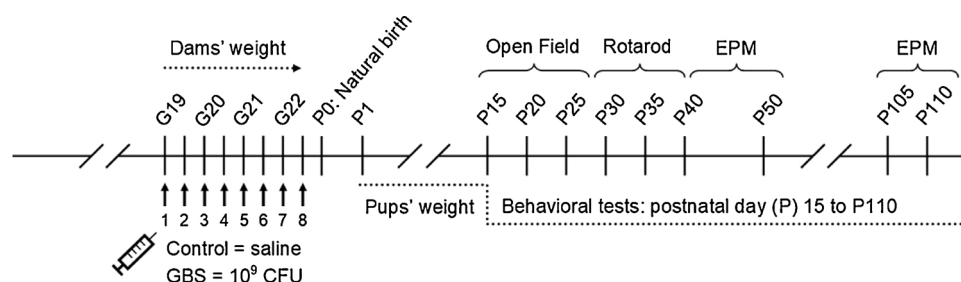 Dams' weight
Open Field Rotarod EPM EPM
G19 G20 G21 G22 P0: Natural birth P1 P15 P20 P25 P30 P35 P40 P50 P105 P110
1 2 3 4 5 6 7 8
Pups' weight
Behavioral tests: postnatal day (P) 15 to P110
Control = saline
GBS = 10⁹ CFU